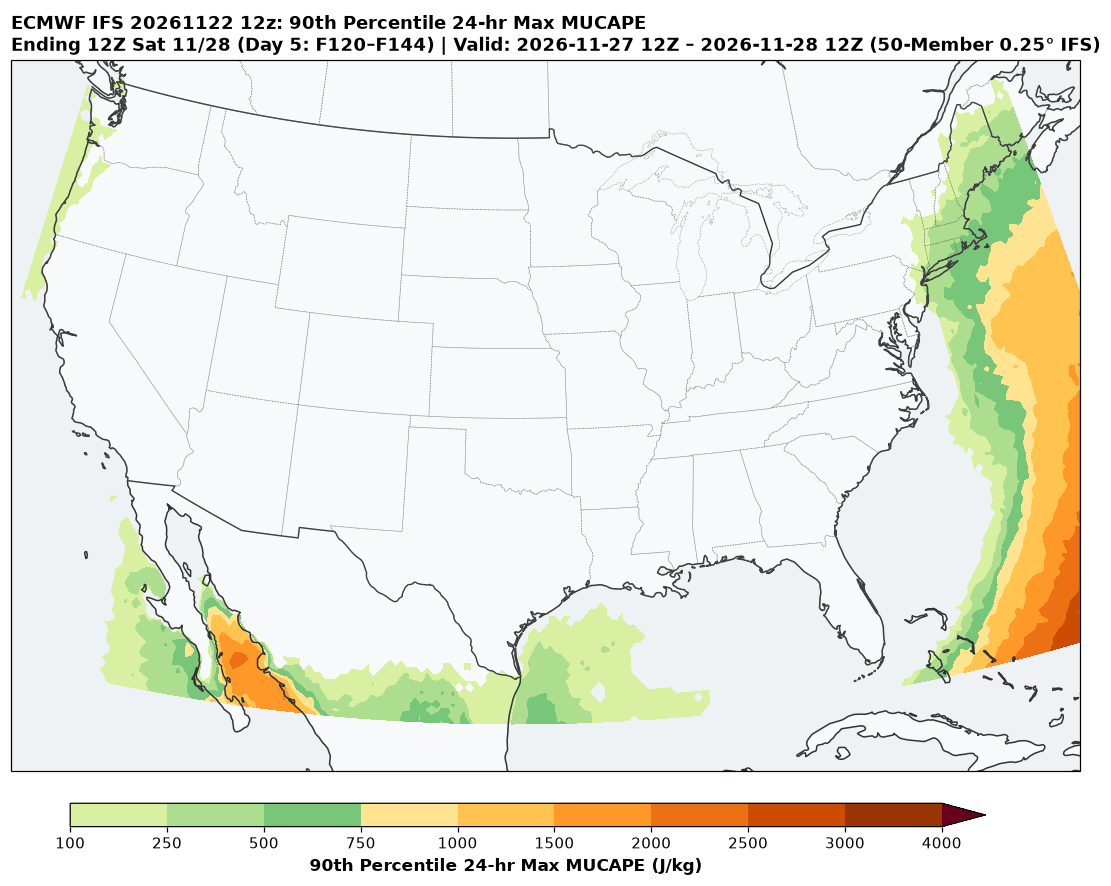 ECMWF IFS 20261122 12z: 90th Percentile 24-hr Max MUCAPE
Ending 12Z Sat 11/28 (Day 5: F120–F144) | Valid: 2026-11-27 12Z – 2026-11-28 12Z (50-Member 0.25° IFS)
100 250 500 750 1000 1500 2000 2500 3000 4000
90th Percentile 24-hr Max MUCAPE (J/kg)